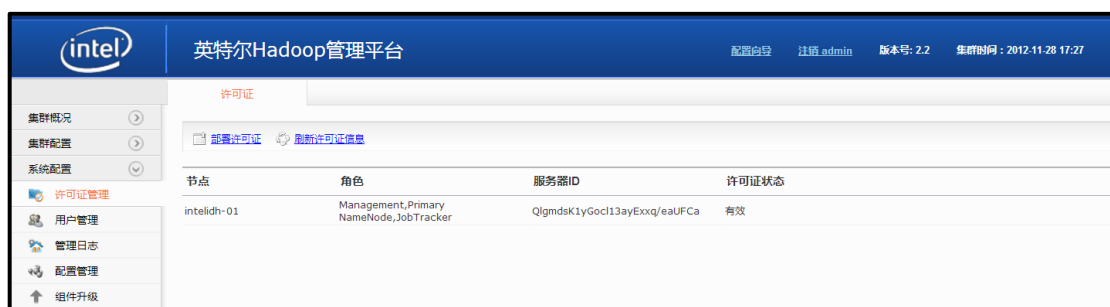 intel 英特尔Hadoop管理平台 配置向导 注销 admin 版本号: 2.2 集群时间：2012-11-28 17:27
许可证
集群概况
集群配置
系统配置
许可证管理
用户管理
管理日志
配置管理
组件升级
部署许可证 刷新许可证信息
节点 角色 服务器ID 许可证状态
intelidh-01 Management,Primary NameNode,JobTracker QlgmdsK1yGocl13ayExxq/eaUFCa 有效